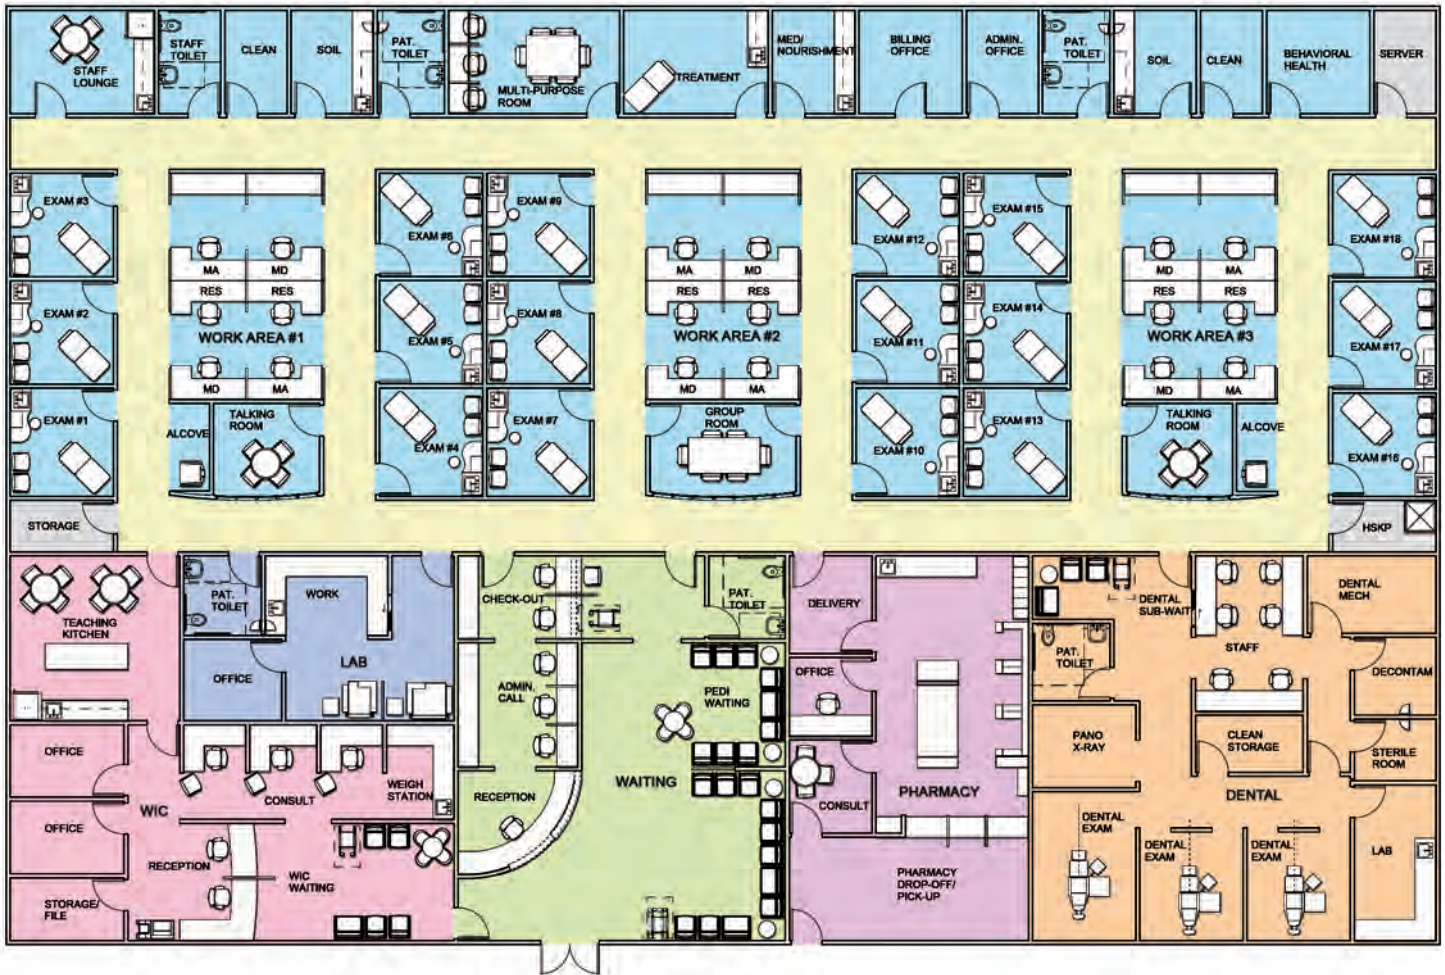 STAFF
LOUNGE
STAFF
TOILET
CLEAN
SOIL
PAT.
TOILET
MULTI-PURPOSE
ROOM
TREATMENT
MED/
NOURISHMENT
BILLING
OFFICE
ADMIN.
OFFICE
PAT.
TOILET
SOIL
CLEAN
BEHAVIORAL
HEALTH
SERVER
EXAM #3
EXAM #2
EXAM #1
MA
MD
RES
RES
WORK AREA #1
MD
MA
ALCOVE
TALKING
ROOM
EXAM #6
EXAM #5
EXAM #4
EXAM #9
EXAM #8
EXAM #7
MA
MD
RES
RES
WORK AREA #2
MD
MA
GROUP
ROOM
EXAM #12
EXAM #11
EXAM #10
EXAM #15
EXAM #14
EXAM #13
MD
MA
RES
RES
WORK AREA #3
MD
MA
TALKING
ROOM
ALCOVE
EXAM #18
EXAM #17
EXAM #16
STORAGE
HSKP
TEACHING
KITCHEN
PAT.
TOILET
WORK
OFFICE
LAB
OFFICE
OFFICE
STORAGE/
FILE
WIC
CONSULT
WEIGH
STATION
RECEPTION
WIC
WAITING
CHECK-OUT
ADMIN.
CALL
RECEPTION
PAT.
TOILET
PEDI
WAITING
WAITING
DELIVERY
OFFICE
CONSULT
PHARMACY
PHARMACY
DROP-OFF/
PICK-UP
DENTAL
SUB-WAIT
PAT.
TOILET
STAFF
DENTAL
MECH
DECONTAM
PANO
X-RAY
CLEAN
STORAGE
STERILE
ROOM
DENTAL
DENTAL
EXAM
DENTAL
EXAM
DENTAL
EXAM
LAB